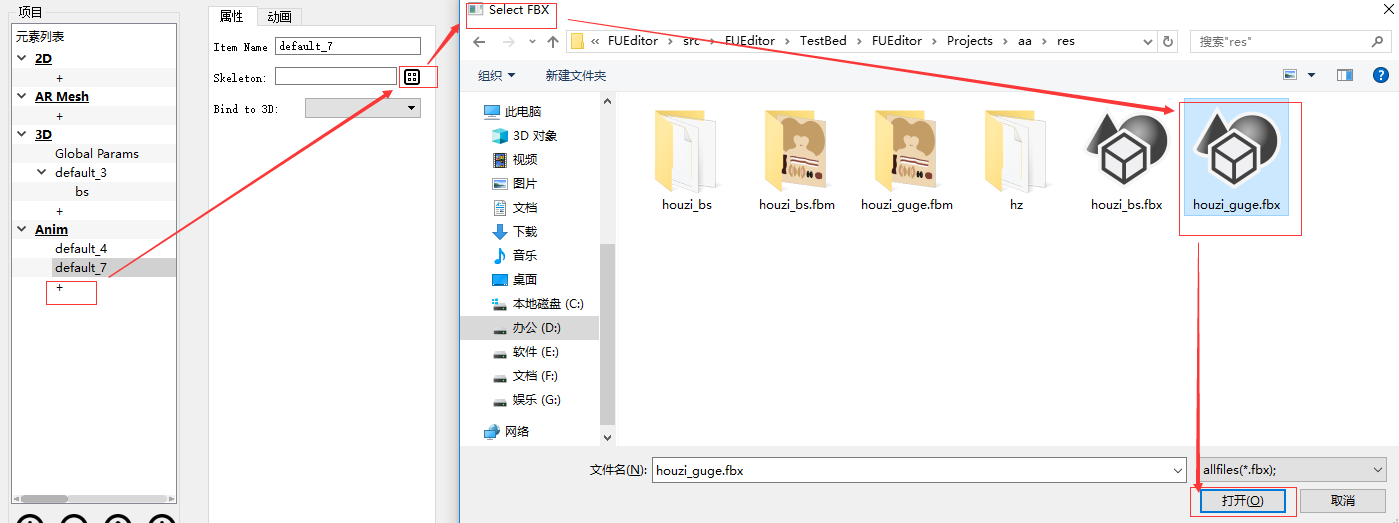 项目
元素列表
2D
+
AR Mesh
+
3D
Global Params
default_3
bs
+
Anim
default_4
default_7
+
属性
动画
Item Name
default_7
Skeleton:
Bind to 3D:
Select FBX
« FUEditor > src > FUEditor > TestBed > FUEditor > Projects > aa > res
搜索"res"
组织
新建文件夹
此电脑
3D 对象
视频
图片
文档
下载
音乐
桌面
本地磁盘 (C:)
办公 (D:)
软件 (E:)
文档 (F:)
娱乐 (G:)
网络
houzi_bs
houzi_bs.fbm
houzi_guge.fbm
hz
houzi_bs.fbx
houzi_guge.fbx
文件名(N):
houzi_guge.fbx
allfiles(*.fbx);
打开(O)
取消